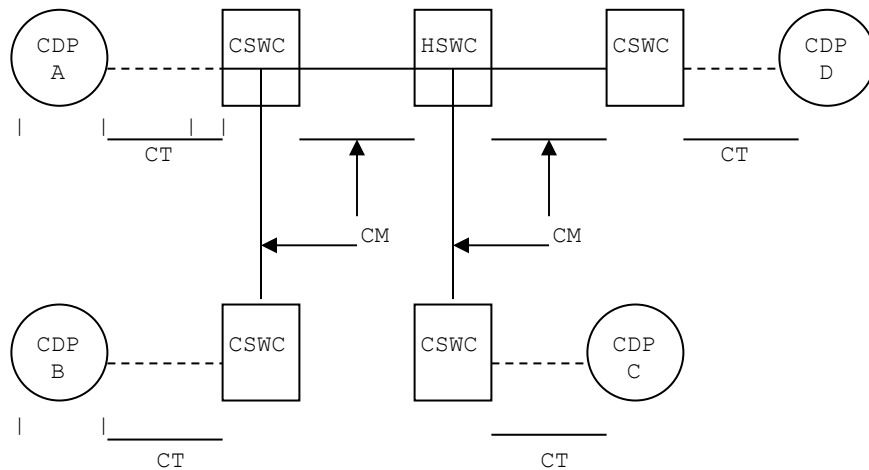 CDP CSWC HSWC CSWC CDP
A D
| | | |
CT CT
CM CM
CDP CSWC CSWC CDP
B C
| |
CT CT